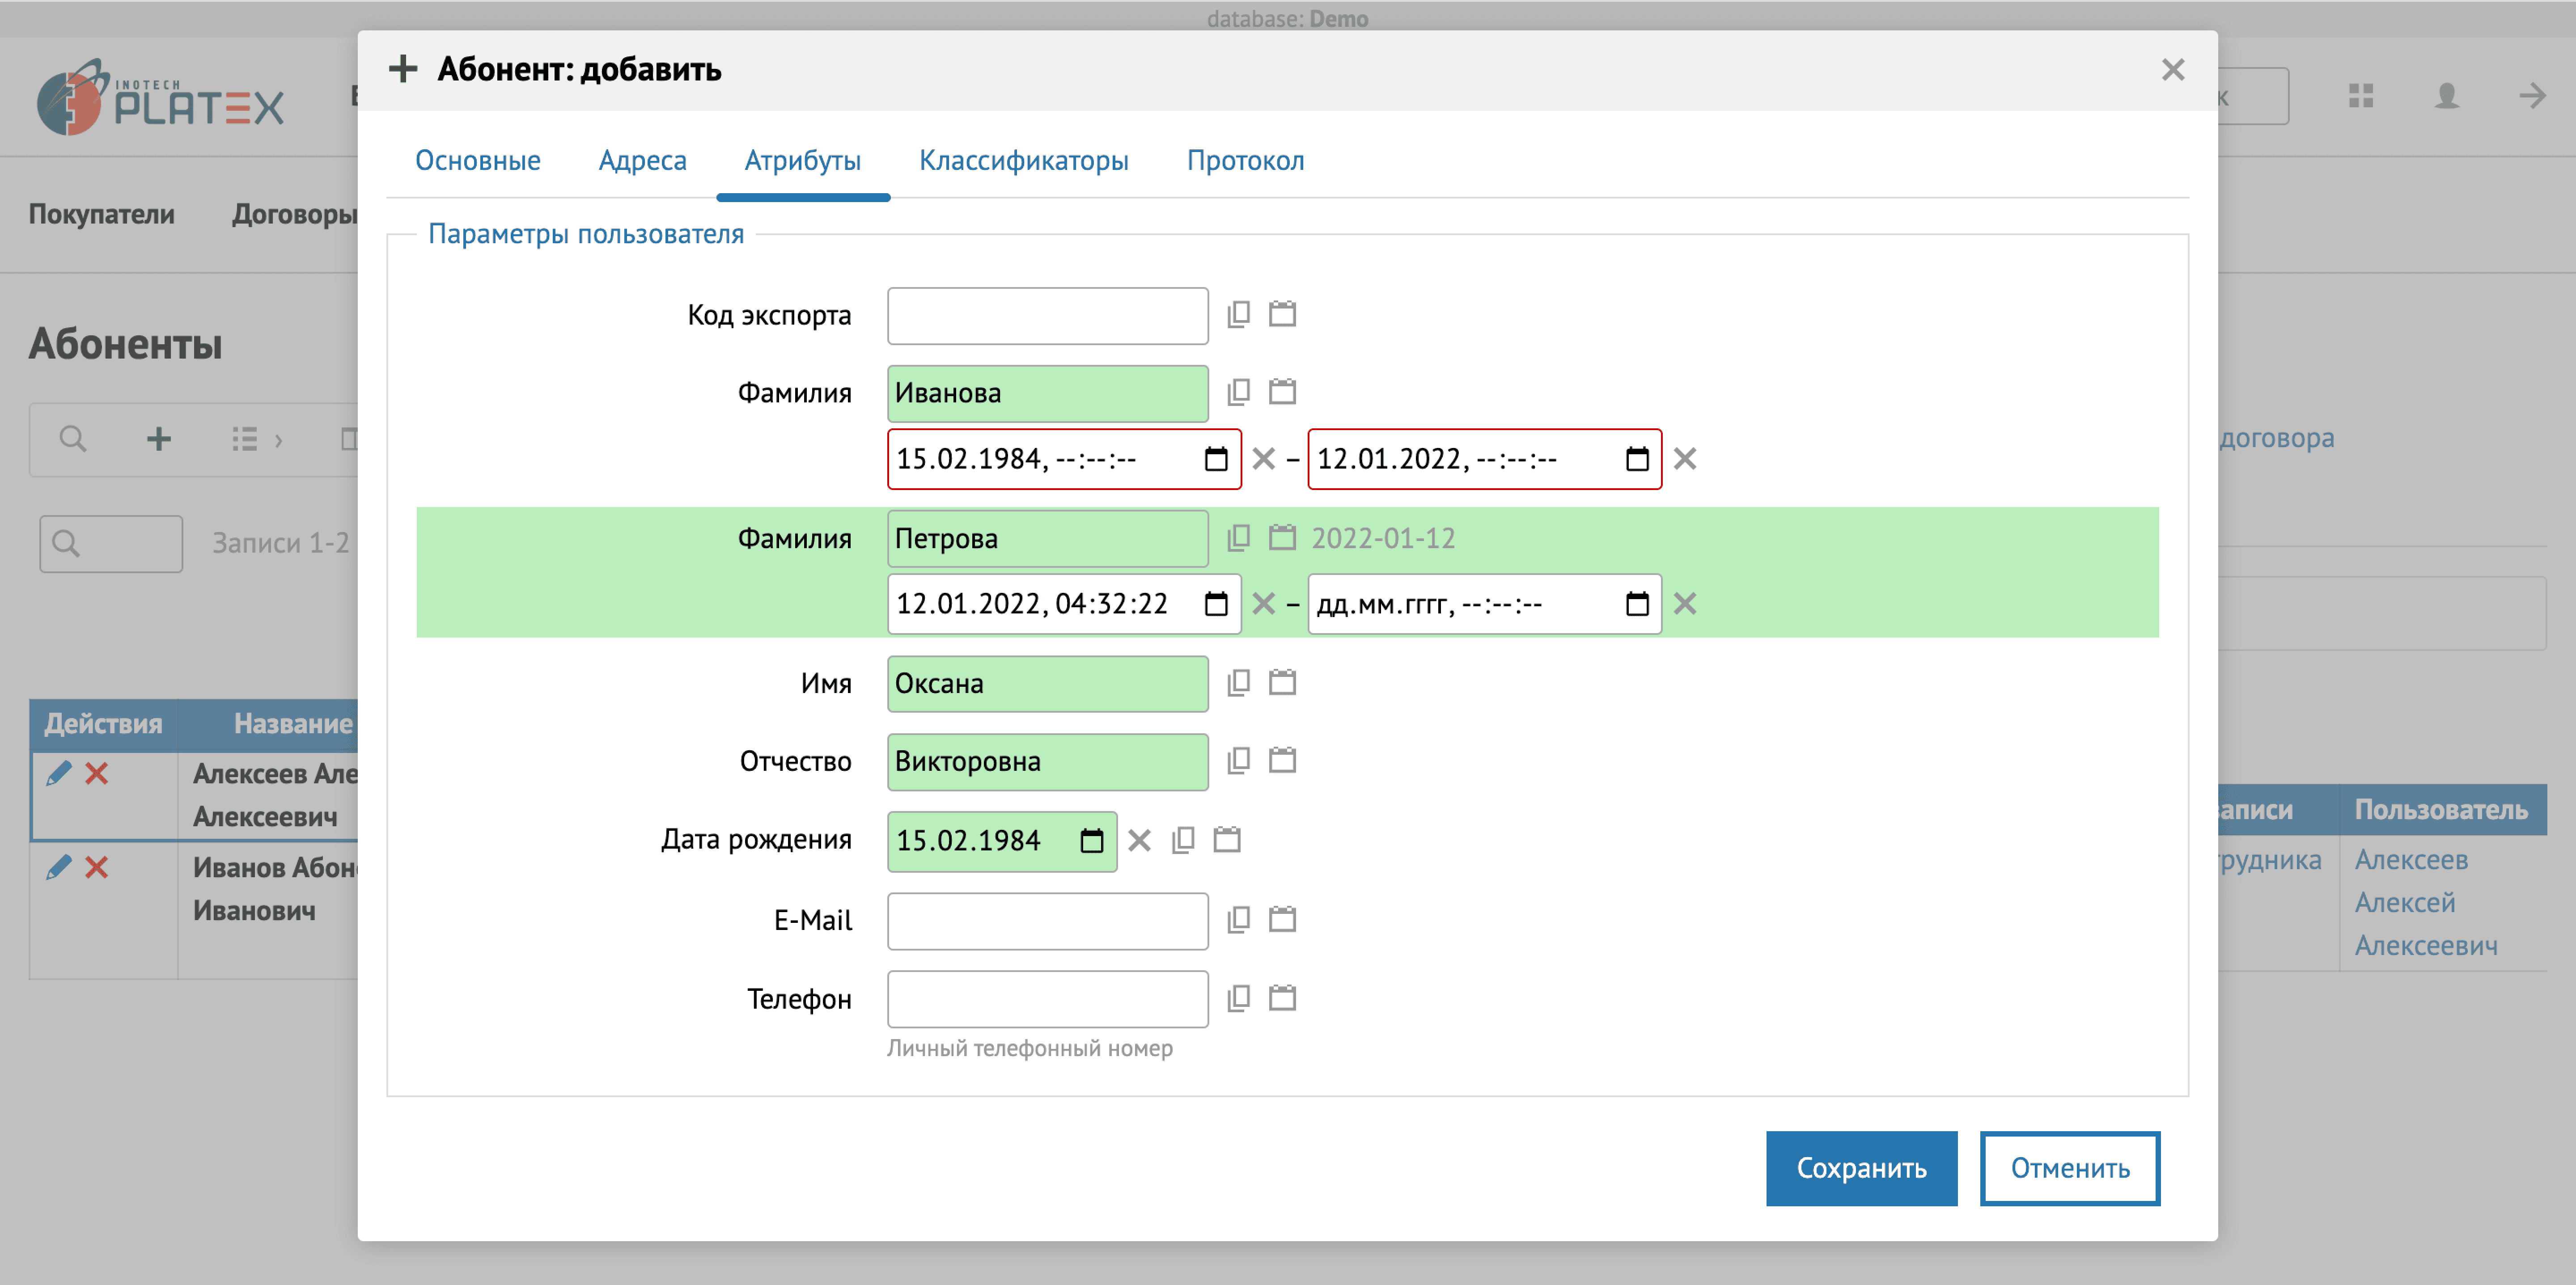 database: Demo
INOTECH
PLATEX
Покупатели
Договоры
Абоненты
Записи 1-2
договора
Действия
Название
Алексеев Але
Алексеевич
Иванов Абон
Иванович
Пользователь
Алексеев
Алексей
Алексеевич
Абонент: добавить
Основные
Адреса
Атрибуты
Классификаторы
Протокол
Параметры пользователя
Код экспорта
Фамилия Иванова
15.02.1984, --:--:-- – 12.01.2022, --:--:--
Фамилия Петрова 2022-01-12
12.01.2022, 04:32:22 – дд.мм.гггг, --:--:--
Имя Оксана
Отчество Викторовна
Дата рождения 15.02.1984
E-Mail
Телефон
Личный телефонный номер
Сохранить
Отменить